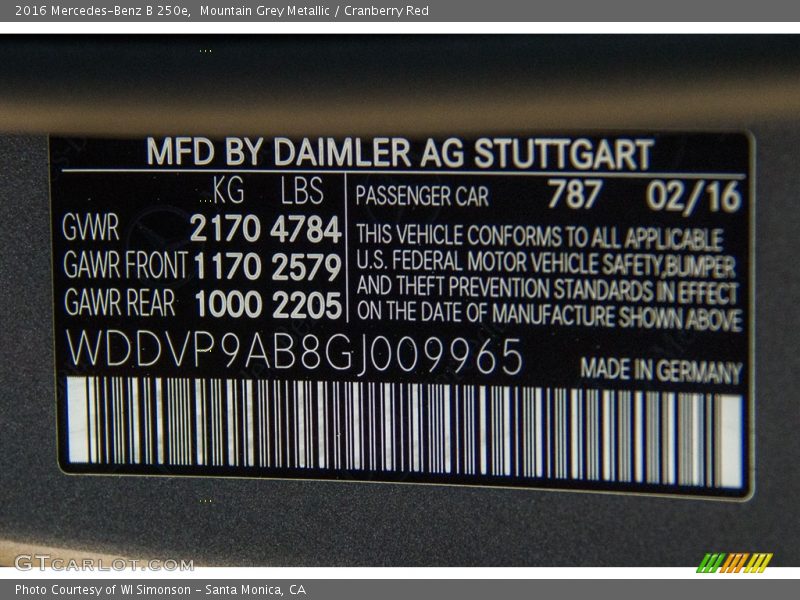 2016 Mercedes-Benz B 250e,  Mountain Grey Metallic / Cranberry Red
MFD BY DAIMLER AG STUTTGART
KG LBS PASSENGER CAR 787 02/16
GVWR 2170 4784
GAWR FRONT 1170 2579
GAWR REAR 1000 2205
THIS VEHICLE CONFORMS TO ALL APPLICABLE
U.S. FEDERAL MOTOR VEHICLE SAFETY,BUMPER
AND THEFT PREVENTION STANDARDS IN EFFECT
ON THE DATE OF MANUFACTURE SHOWN ABOVE
WDDVP9AB8GJ009965
MADE IN GERMANY
GTCARLOT.COM
Photo Courtesy of WI Simonson - Santa Monica, CA